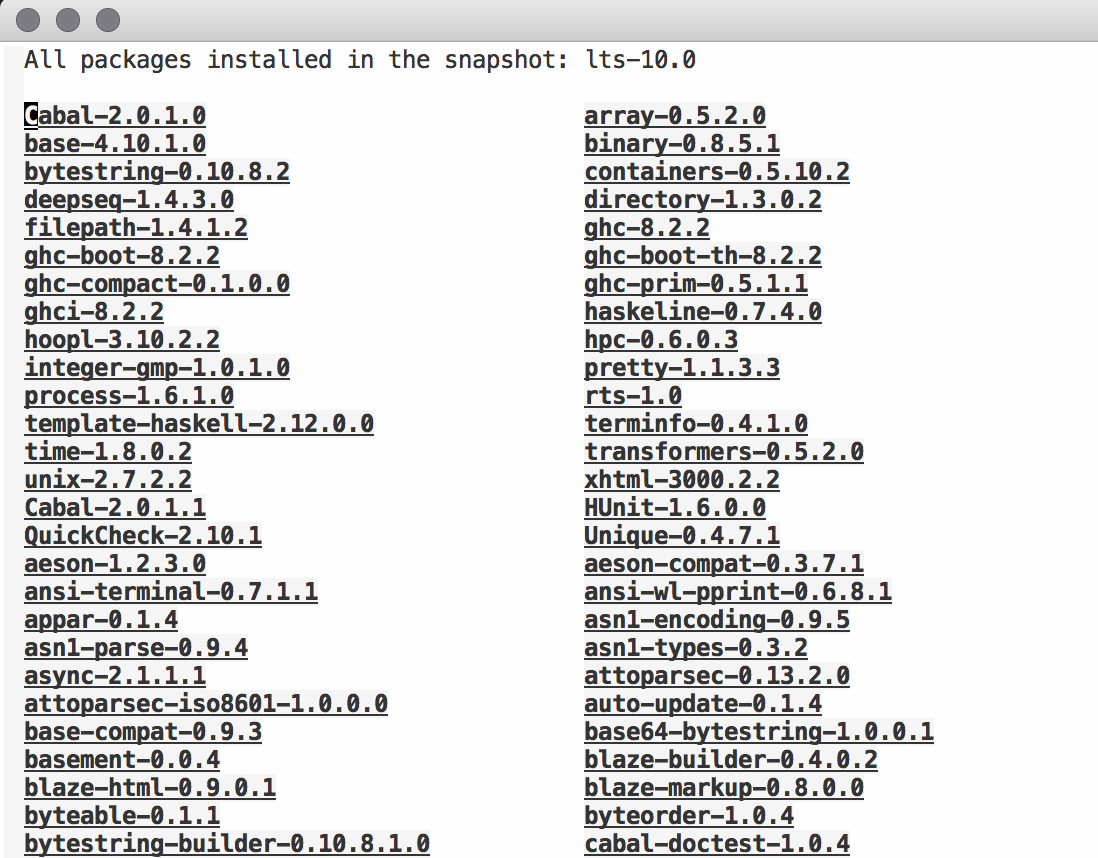 All packages installed in the snapshot: lts-10.0
Cabal-2.0.1.0 array-0.5.2.0
base-4.10.1.0 binary-0.8.5.1
bytestring-0.10.8.2 containers-0.5.10.2
deepseq-1.4.3.0 directory-1.3.0.2
filepath-1.4.1.2 ghc-8.2.2
ghc-boot-8.2.2 ghc-boot-th-8.2.2
ghc-compact-0.1.0.0 ghc-prim-0.5.1.1
ghci-8.2.2 haskeline-0.7.4.0
hoopl-3.10.2.2 hpc-0.6.0.3
integer-gmp-1.0.1.0 pretty-1.1.3.3
process-1.6.1.0 rts-1.0
template-haskell-2.12.0.0 terminfo-0.4.1.0
time-1.8.0.2 transformers-0.5.2.0
unix-2.7.2.2 xhtml-3000.2.2
Cabal-2.0.1.1 HUnit-1.6.0.0
QuickCheck-2.10.1 Unique-0.4.7.1
aeson-1.2.3.0 aeson-compat-0.3.7.1
ansi-terminal-0.7.1.1 ansi-wl-pprint-0.6.8.1
appar-0.1.4 asn1-encoding-0.9.5
asn1-parse-0.9.4 asn1-types-0.3.2
async-2.1.1.1 attoparsec-0.13.2.0
attoparsec-iso8601-1.0.0.0 auto-update-0.1.4
base-compat-0.9.3 base64-bytestring-1.0.0.1
basement-0.0.4 blaze-builder-0.4.0.2
blaze-html-0.9.0.1 blaze-markup-0.8.0.0
byteable-0.1.1 byteorder-1.0.4
bytestring-builder-0.10.8.1.0 cabal-doctest-1.0.4